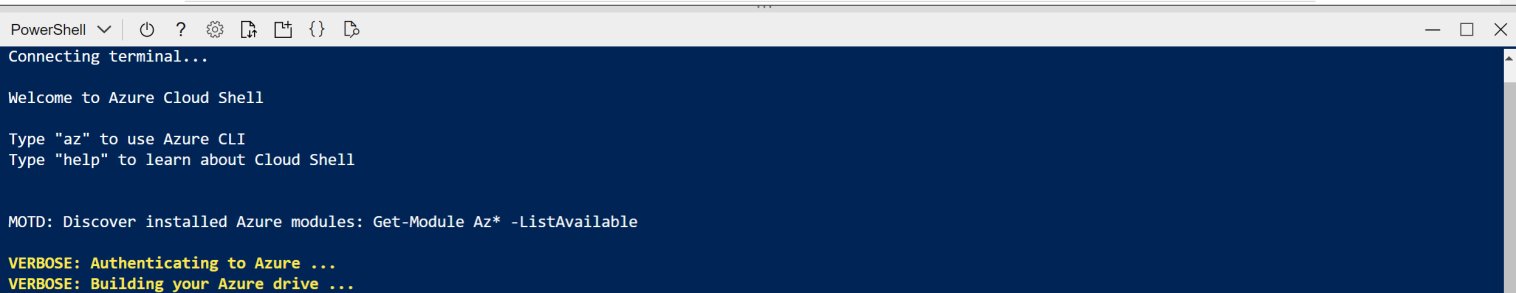 PowerShell
?
{}
Connecting terminal...
Welcome to Azure Cloud Shell
Type "az" to use Azure CLI
Type "help" to learn about Cloud Shell
MOTD: Discover installed Azure modules: Get-Module Az* -ListAvailable
VERBOSE: Authenticating to Azure ...
VERBOSE: Building your Azure drive ...